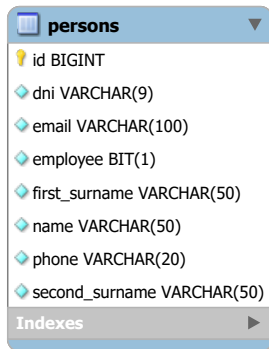 persons
id BIGINT
dni VARCHAR(9)
email VARCHAR(100)
employee BIT(1)
first_surname VARCHAR(50)
name VARCHAR(50)
phone VARCHAR(20)
second_surname VARCHAR(50)
Indexes